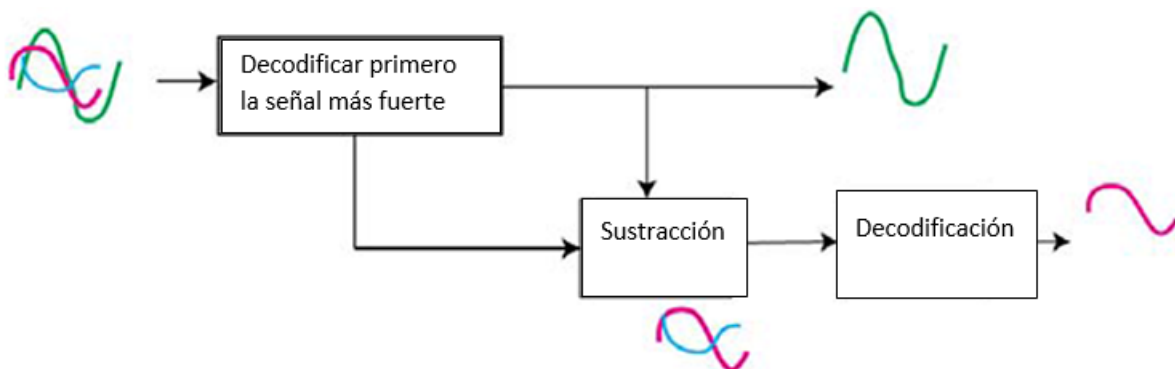 Decodificar primero
la señal más fuerte
Sustracción
Decodificación